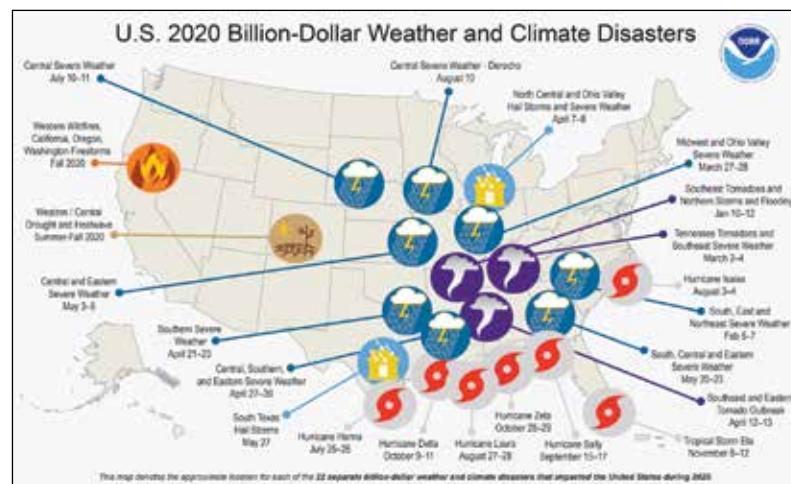 U.S. 2020 Billion-Dollar Weather and Climate Disasters
NOAA
Central Severe Weather
July 10–11
Central Severe Weather - Derecho
August 10
North Central and Ohio Valley
Hail Storms and Severe Weather
April 7–8
Western Wildfires,
California, Oregon,
Washington Firestorms
Fall 2020
Midwest and Ohio Valley
Severe Weather
March 27–28
Southeast Tornadoes and
Northern Storms and Flooding
Jan 10–12
Western / Central
Drought and Heatwave
Summer-Fall 2020
Tennessee Tornadoes and
Southeast Severe Weather
March 2–4
Hurricane Isaias
August 3–4
Central and Eastern
Severe Weather
May 3–5
South, East and
Northeast Severe Weather
Feb 5–7
Southern Severe
Weather
April 21–23
South, Central and Eastern
Severe Weather
May 20–23
Central, Southern,
and Eastern Severe Weather
April 27–30
Southeast and Eastern
Tornado Outbreak
April 12–13
South Texas
Hail Storms
May 27
Hurricane Hanna
July 25–26
Hurricane Delta
October 9–11
Hurricane Laura
August 27–28
Hurricane Zeta
October 28–29
Hurricane Sally
September 15–17
Tropical Storm Eta
November 8–12
This map denotes the approximate location for each of the 22 separate billion-dollar weather and climate disasters that impacted the United States during 2020